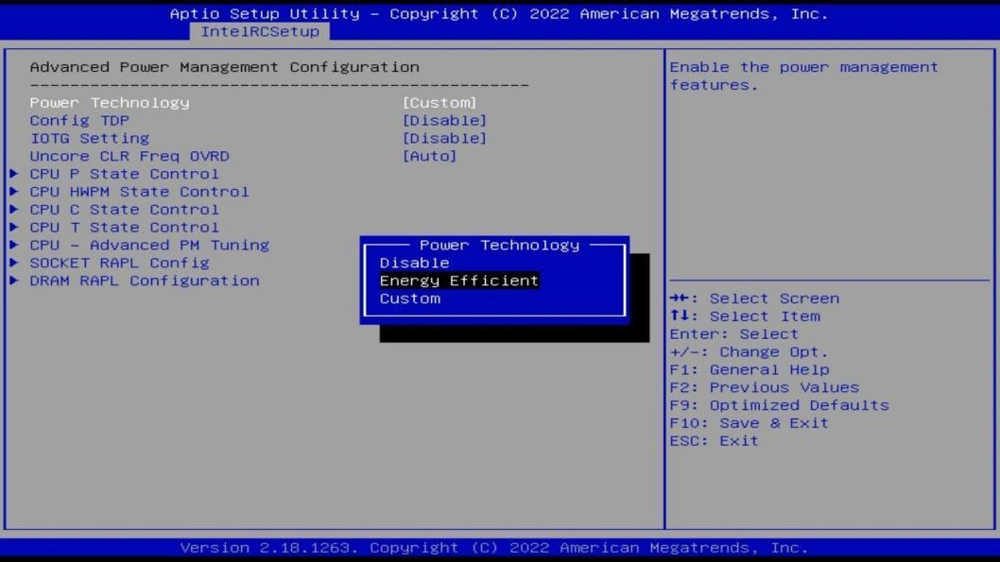 Aptio Setup Utility – Copyright (C) 2022 American Megatrends, Inc.
IntelRCSetup
Advanced Power Management Configuration
--------------------------------------------------
Power Technology [Custom]
Config TDP [Disable]
IOTG Setting [Disable]
Uncore CLR Freq OVRD [Auto]
CPU P State Control
CPU HWPM State Control
CPU C State Control
CPU T State Control
CPU – Advanced PM Tuning
SOCKET RAPL Config
DRAM RAPL Configuration
Power Technology
Disable
Energy Efficient
Custom
Enable the power management
features.
→←: Select Screen
↑↓: Select Item
Enter: Select
+/-: Change Opt.
F1: General Help
F2: Previous Values
F9: Optimized Defaults
F10: Save & Exit
ESC: Exit
Version 2.18.1263. Copyright (C) 2022 American Megatrends, Inc.